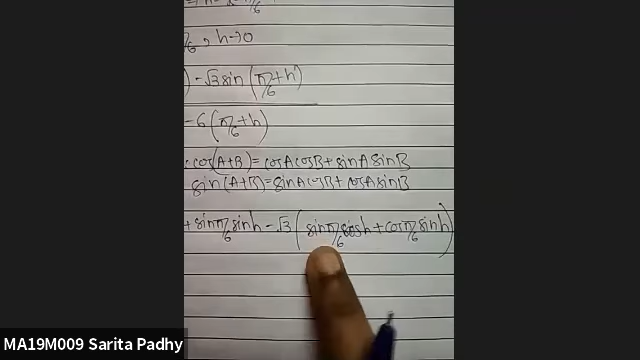 π/6, h→0
) - √3 sin (π/6 + h)
- 6 (π/6 + h)
cos(A+B) = cosA cosB + sinA sinB
sin (A+B) = sinA cosB + cosA sinB
+ sin π/6 sin h - √3 ( sin π/6 cos h + cos π/6 sin h )
MA19M009 Sarita Padhy